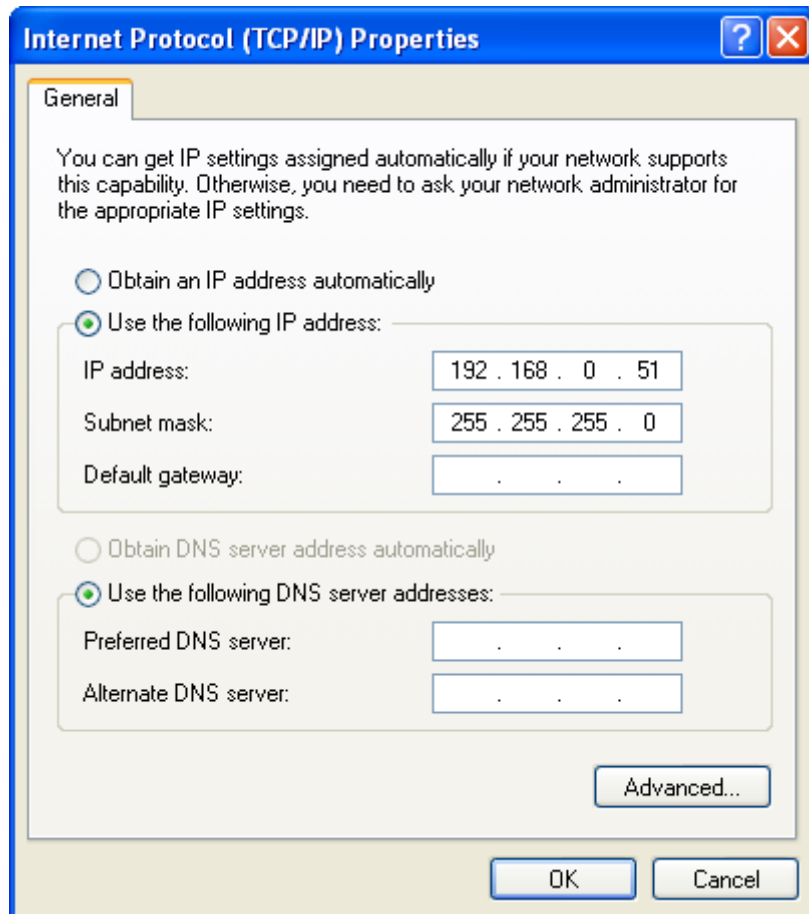 Internet Protocol (TCP/IP) Properties
General
You can get IP settings assigned automatically if your network supports
this capability. Otherwise, you need to ask your network administrator for
the appropriate IP settings.
Obtain an IP address automatically
Use the following IP address:
IP address: 192 . 168 . 0 . 51
Subnet mask: 255 . 255 . 255 . 0
Default gateway: . . .
Obtain DNS server address automatically
Use the following DNS server addresses:
Preferred DNS server: . . .
Alternate DNS server: . . .
Advanced...
OK Cancel